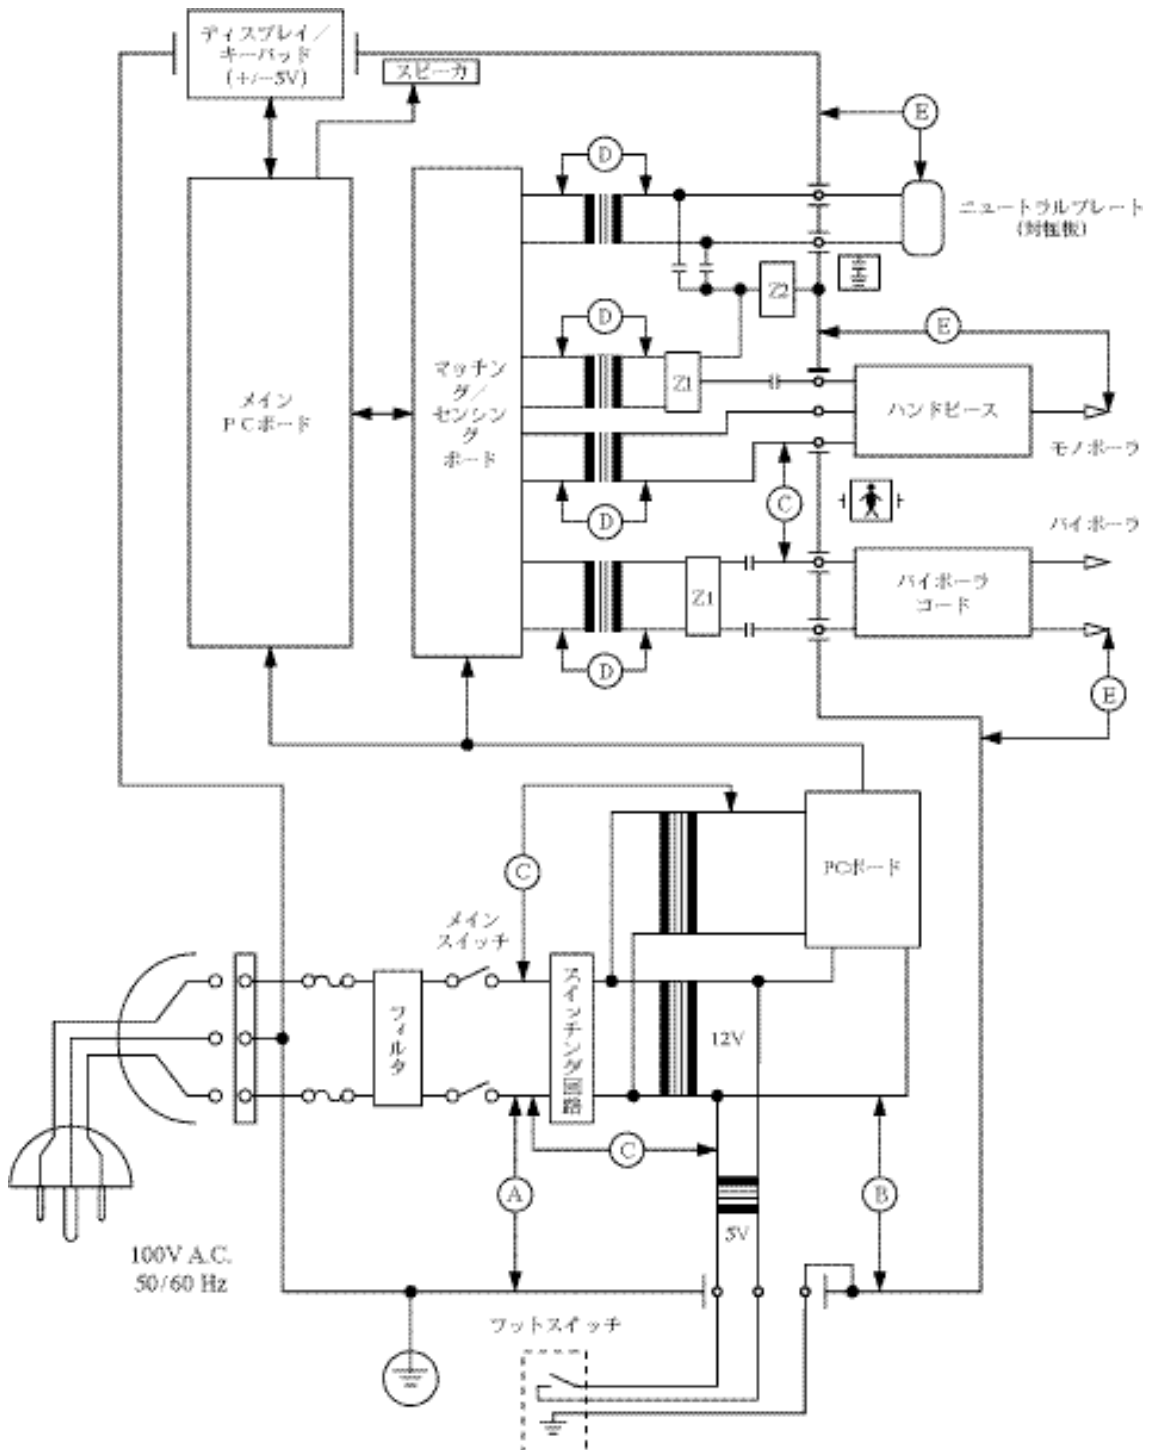 ディスプレイ／
キーパッド
(+/−5V)
スピーカ
E
D
ニュートラルプレート
(対極板)
Z2
D
E
マッチン
グ／
センシン
グ
ボード
Z1
メイン
PCボード
ハンドピース
モノポーラ
C
D
バイポーラ
Z1
バイポーラ
コード
D
E
PCボード
C
メイン
スイッチ
スイッチング回路
フィルタ
12V
C
A
B
5V
100V A.C.
50/60 Hz
フットスイッチ